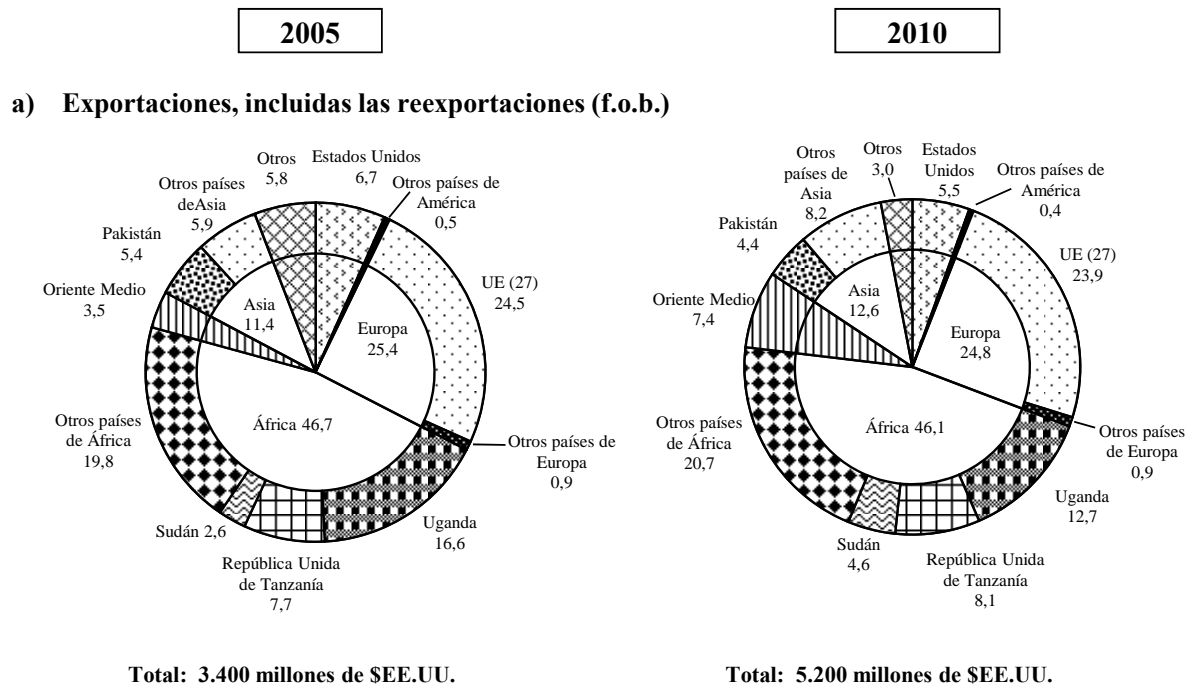 2005
2010
a) Exportaciones, incluidas las reexportaciones (f.o.b.)
Otros
5,8
Estados Unidos
6,7
Otros países de
América
0,5
UE (27)
24,5
Europa
25,4
Otros países de
Europa
0,9
Uganda
16,6
República Unida
de Tanzanía
7,7
Sudán 2,6
Otros países
de África
19,8
África 46,7
Oriente Medio
3,5
Pakistán
5,4
Otros países
deAsia
5,9
Asia
11,4
Total: 3.400 millones de $EE.UU.
Otros
3,0
Estados
Unidos
5,5
Otros países de
América
0,4
UE (27)
23,9
Europa
24,8
Otros países
de Europa
0,9
Uganda
12,7
República Unida
de Tanzanía
8,1
Sudán
4,6
Otros países
de África
20,7
África 46,1
Oriente Medio
7,4
Pakistán
4,4
Otros
países de
Asia
8,2
Asia
12,6
Total: 5.200 millones de $EE.UU.